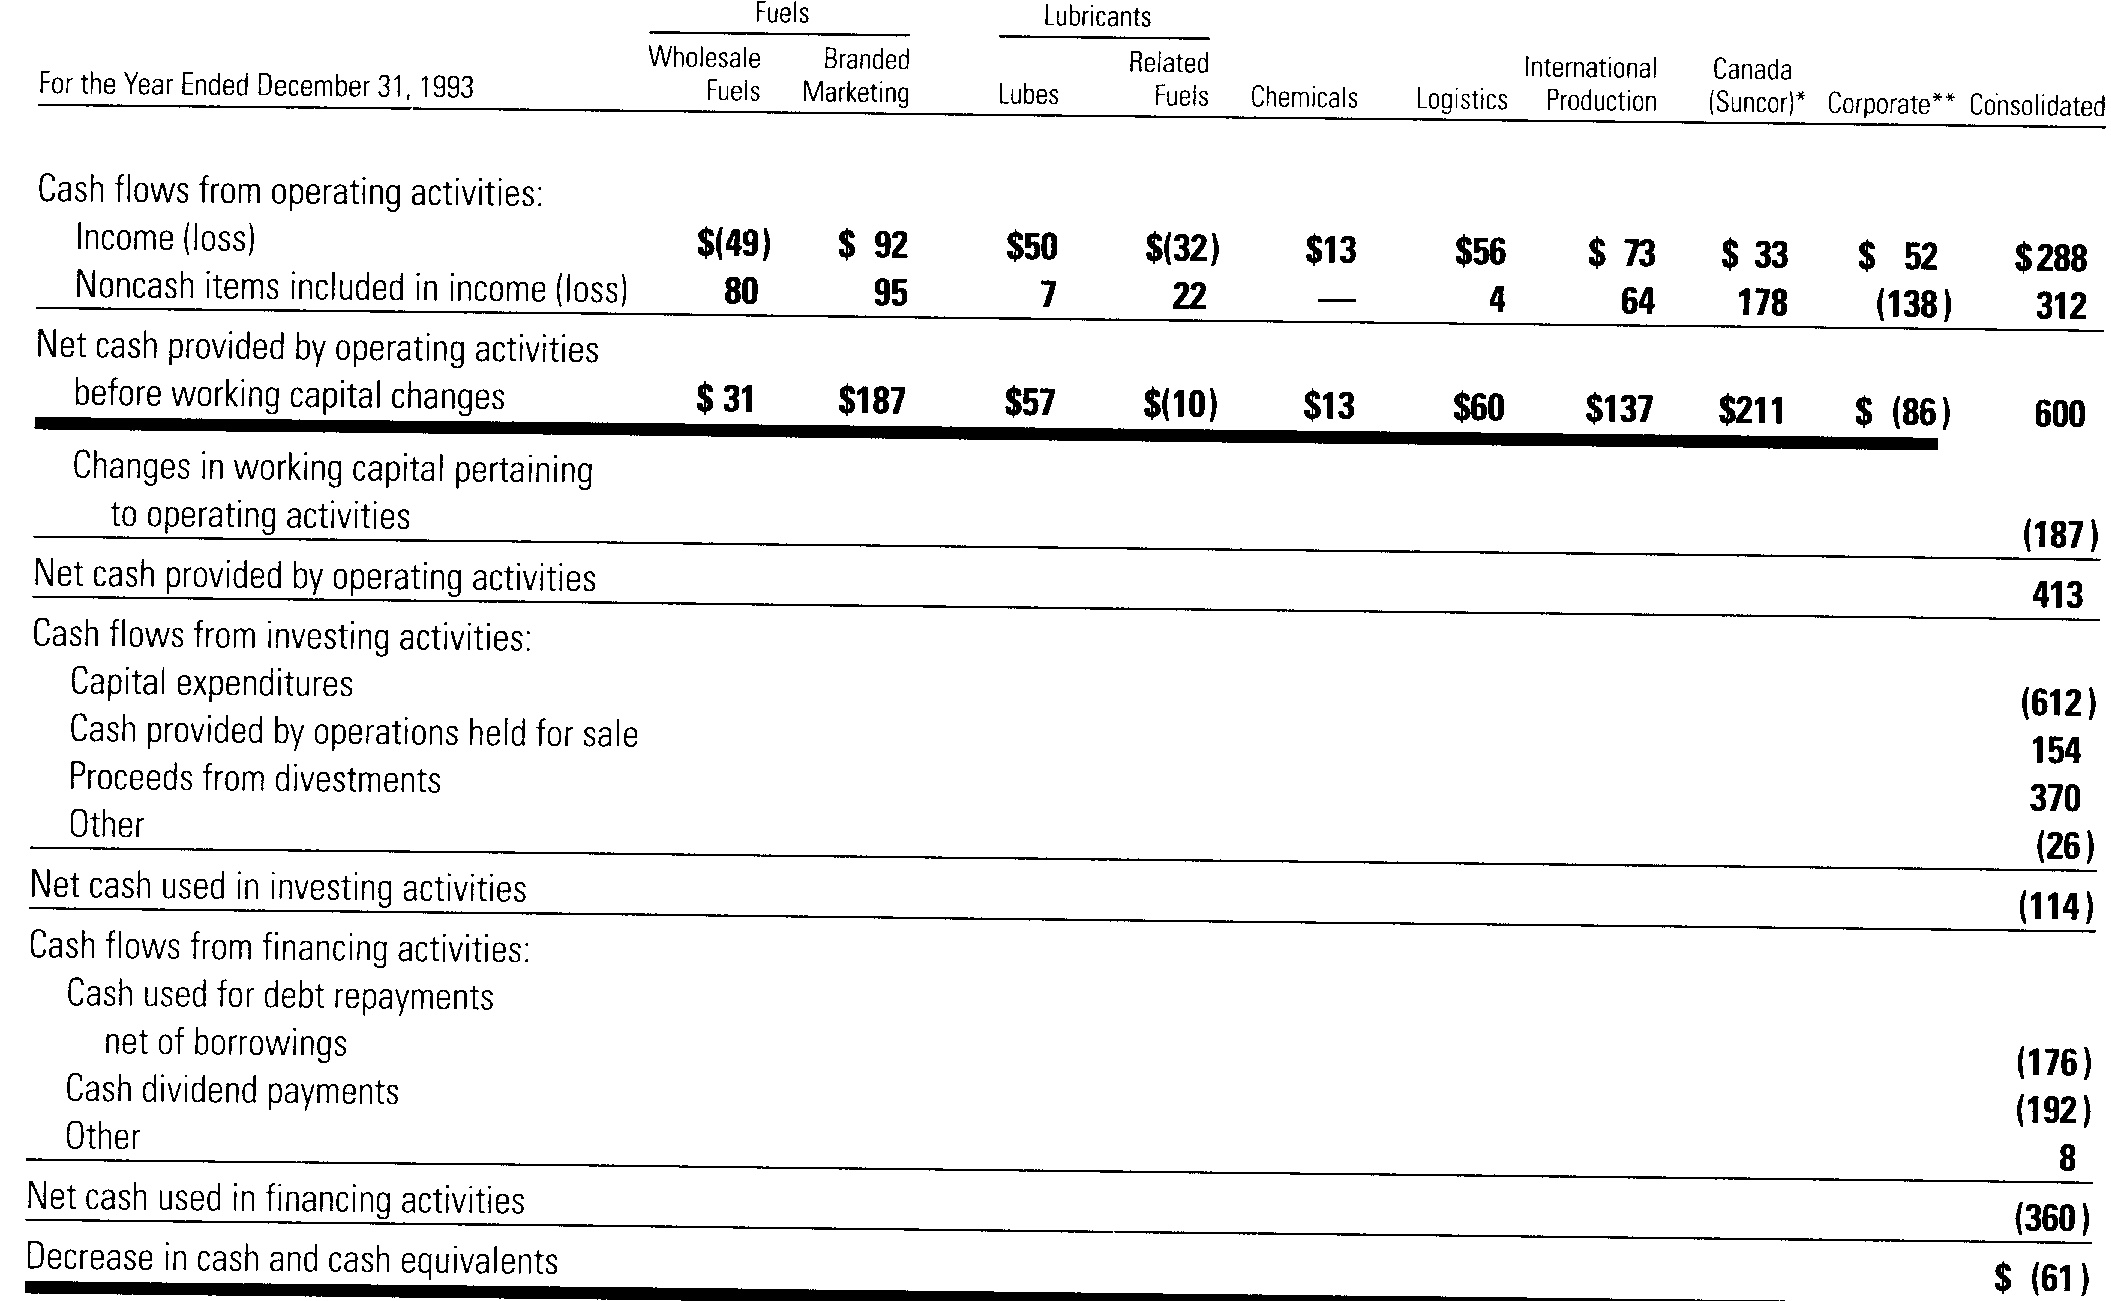 Fuels Lubricants
Wholesale Branded Related International Canada
For the Year Ended December 31, 1993 Fuels Marketing Lubes Fuels Chemicals Logistics Production (Suncor)* Corporate** Consolidated
Cash flows from operating activities:
Income (loss) $(49) $ 92 $50 $(32) $13 $56 $ 73 $ 33 $ 52 $288
Noncash items included in income (loss) 80 95 7 22 — 4 64 178 (138) 312
Net cash provided by operating activities
before working capital changes $ 31 $187 $57 $(10) $13 $60 $137 $211 $ (86) 600
Changes in working capital pertaining
to operating activities (187)
Net cash provided by operating activities 413
Cash flows from investing activities:
Capital expenditures (612)
Cash provided by operations held for sale 154
Proceeds from divestments 370
Other (26)
Net cash used in investing activities (114)
Cash flows from financing activities:
Cash used for debt repayments
net of borrowings (176)
Cash dividend payments (192)
Other 8
Net cash used in financing activities (360)
Decrease in cash and cash equivalents $ (61)